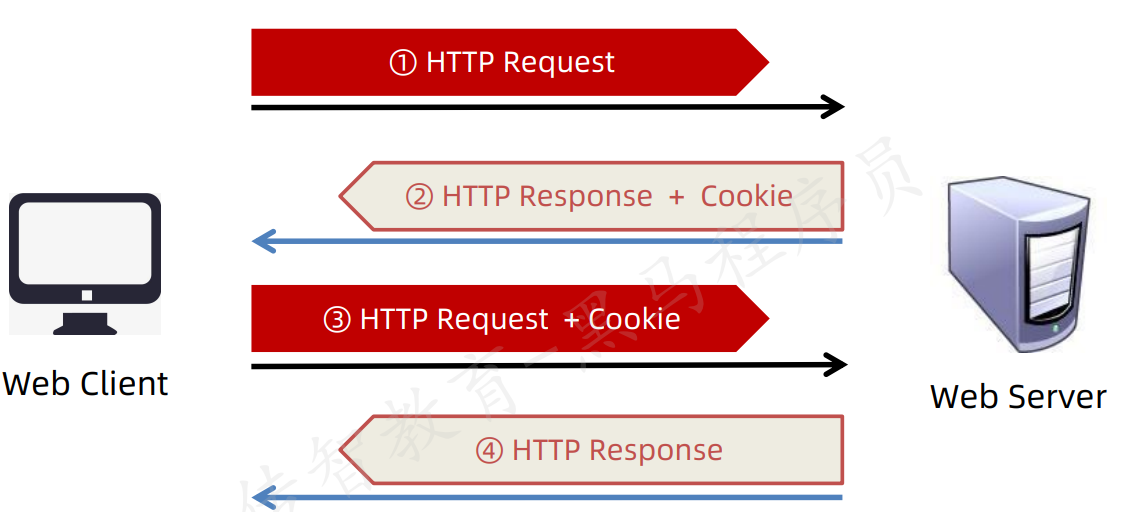 ① HTTP Request
② HTTP Response + Cookie
③ HTTP Request + Cookie
Web Client
Web Server
④ HTTP Response
传智教育-黑马程序员